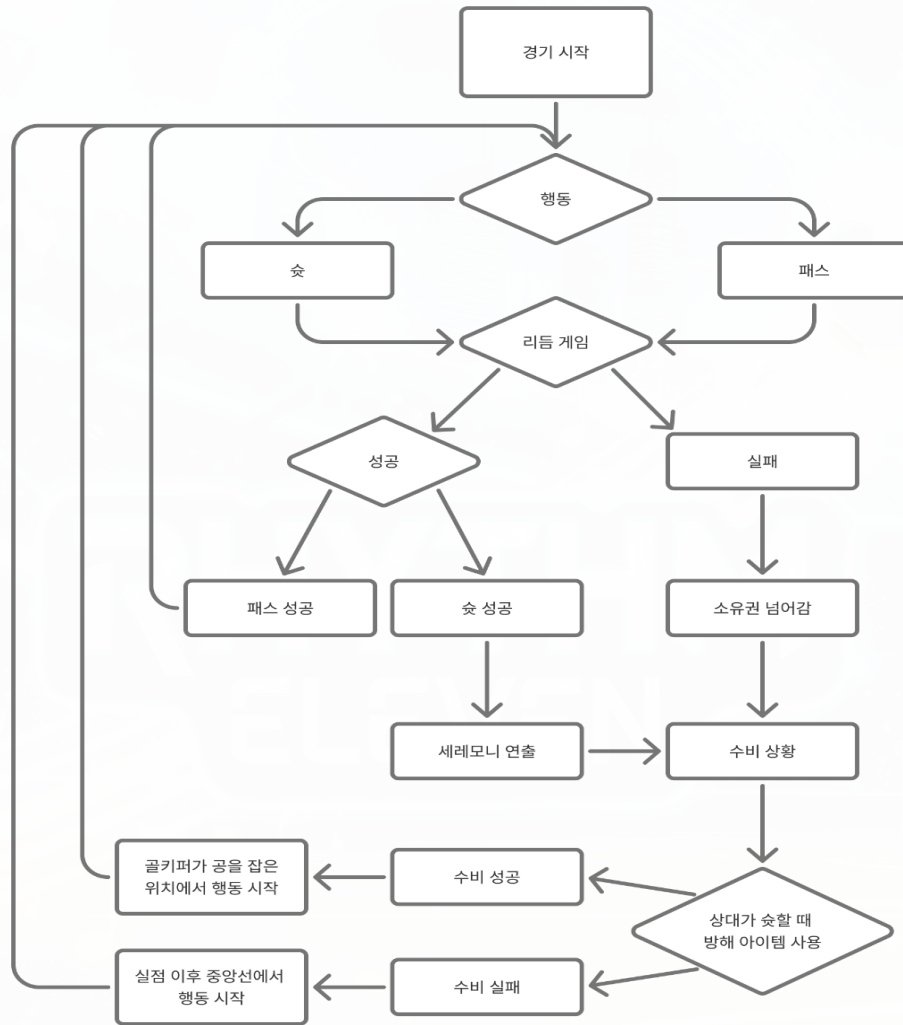 경기 시작
행동
슛
패스
리듬 게임
성공
실패
패스 성공
슛 성공
소유권 넘어감
RHYTHM
ELEVEN
세레모니 연출
수비 상황
골키퍼가 공을 잡은
위치에서 행동 시작
수비 성공
상대가 슛할 때
방해 아이템 사용
실점 이후 중앙선에서
행동 시작
수비 실패